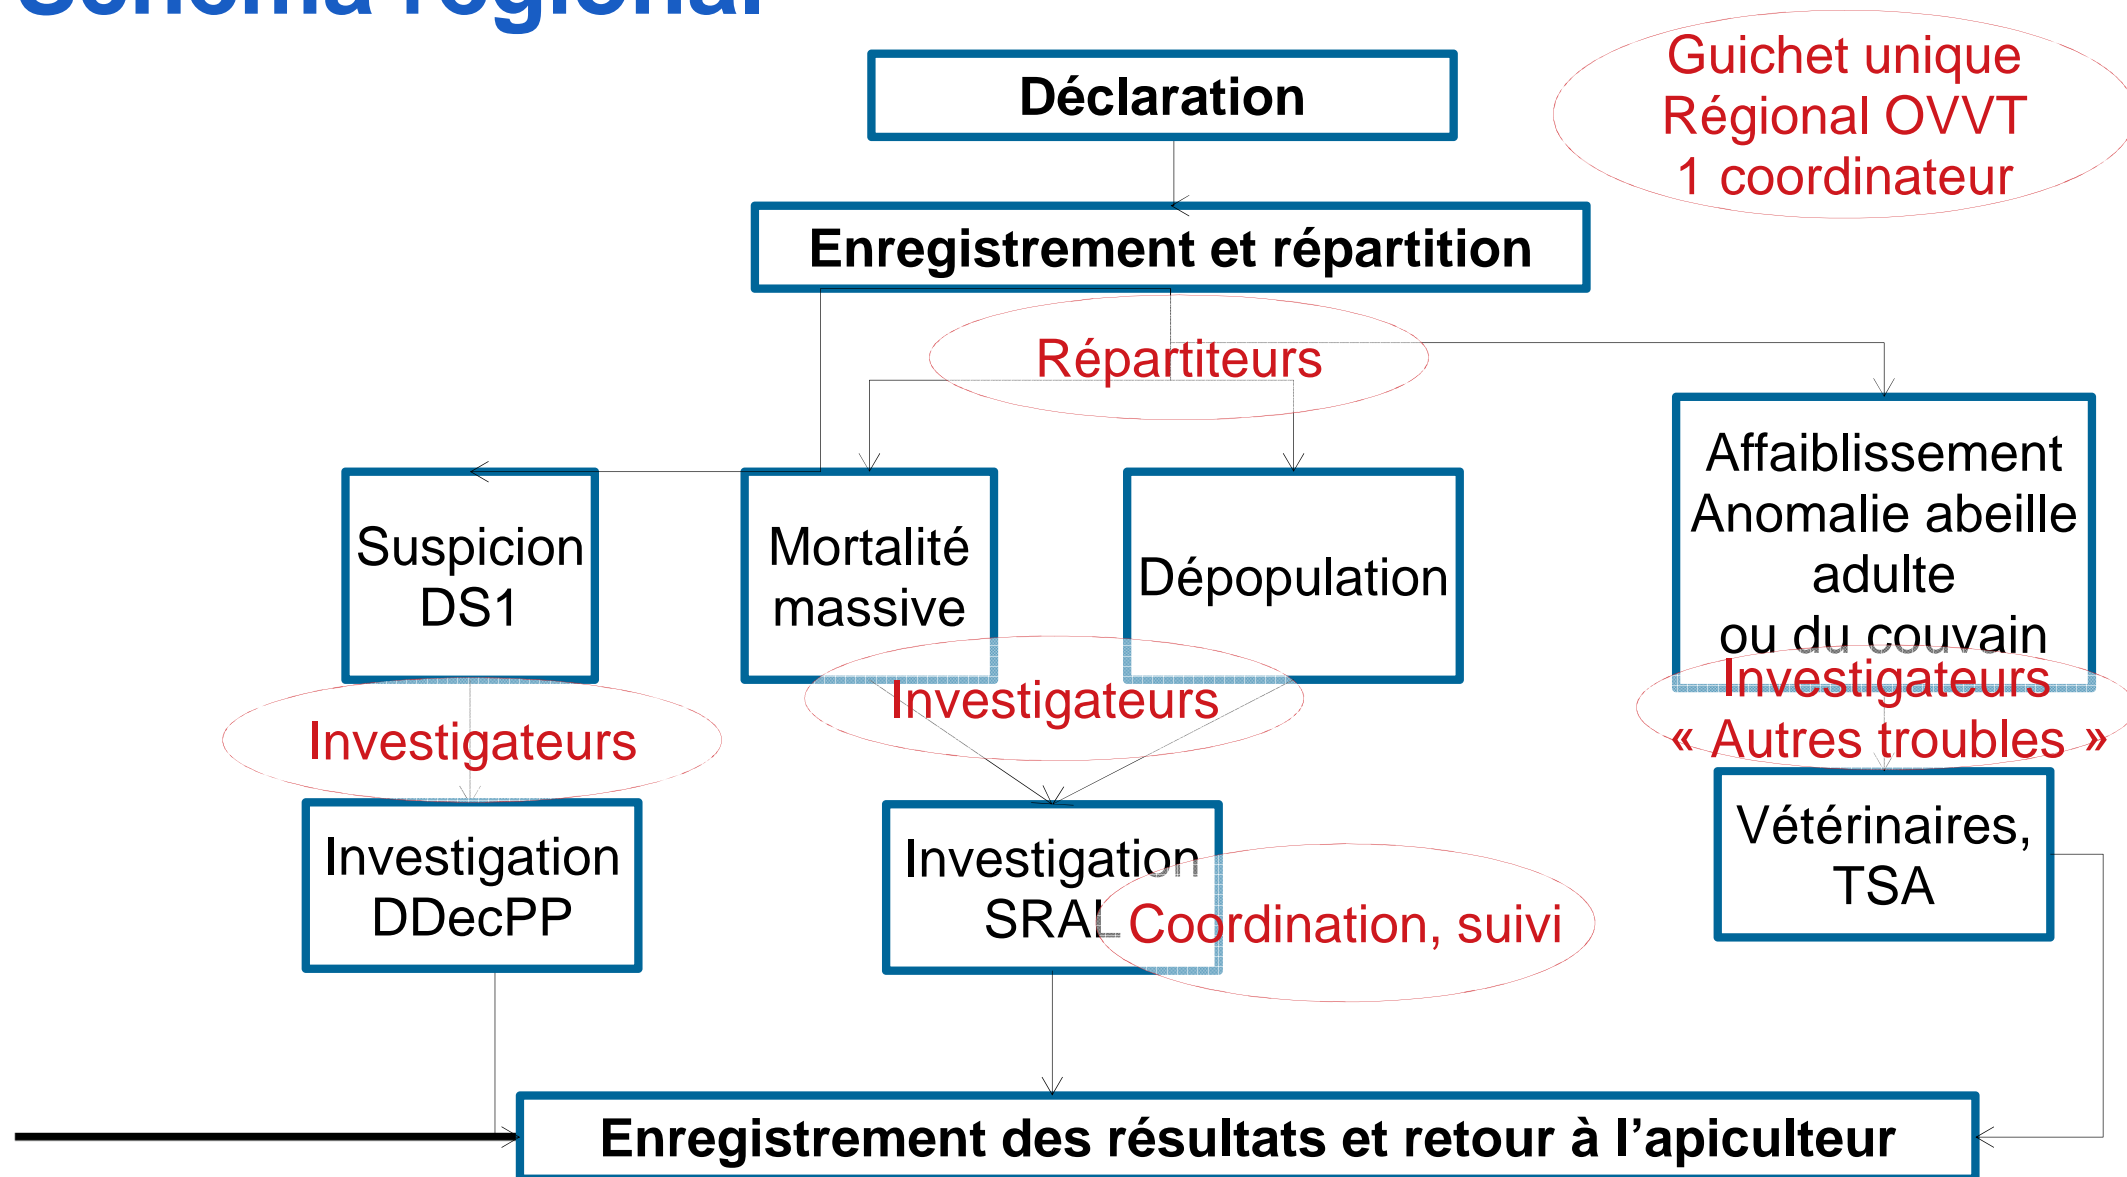 Schéma régional
Déclaration
Guichet unique
Régional OVVT
1 coordinateur
Enregistrement et répartition
Répartiteurs
Suspicion
DS1
Mortalité
massive
Dépopulation
Affaiblissement
Anomalie abeille
adulte
ou du couvain
Investigateurs
Investigateurs
Investigateurs
« Autres troubles »
Investigation
DDecPP
Investigation
SRAL
Coordination, suivi
Vétérinaires,
TSA
Enregistrement des résultats et retour à l’apiculteur